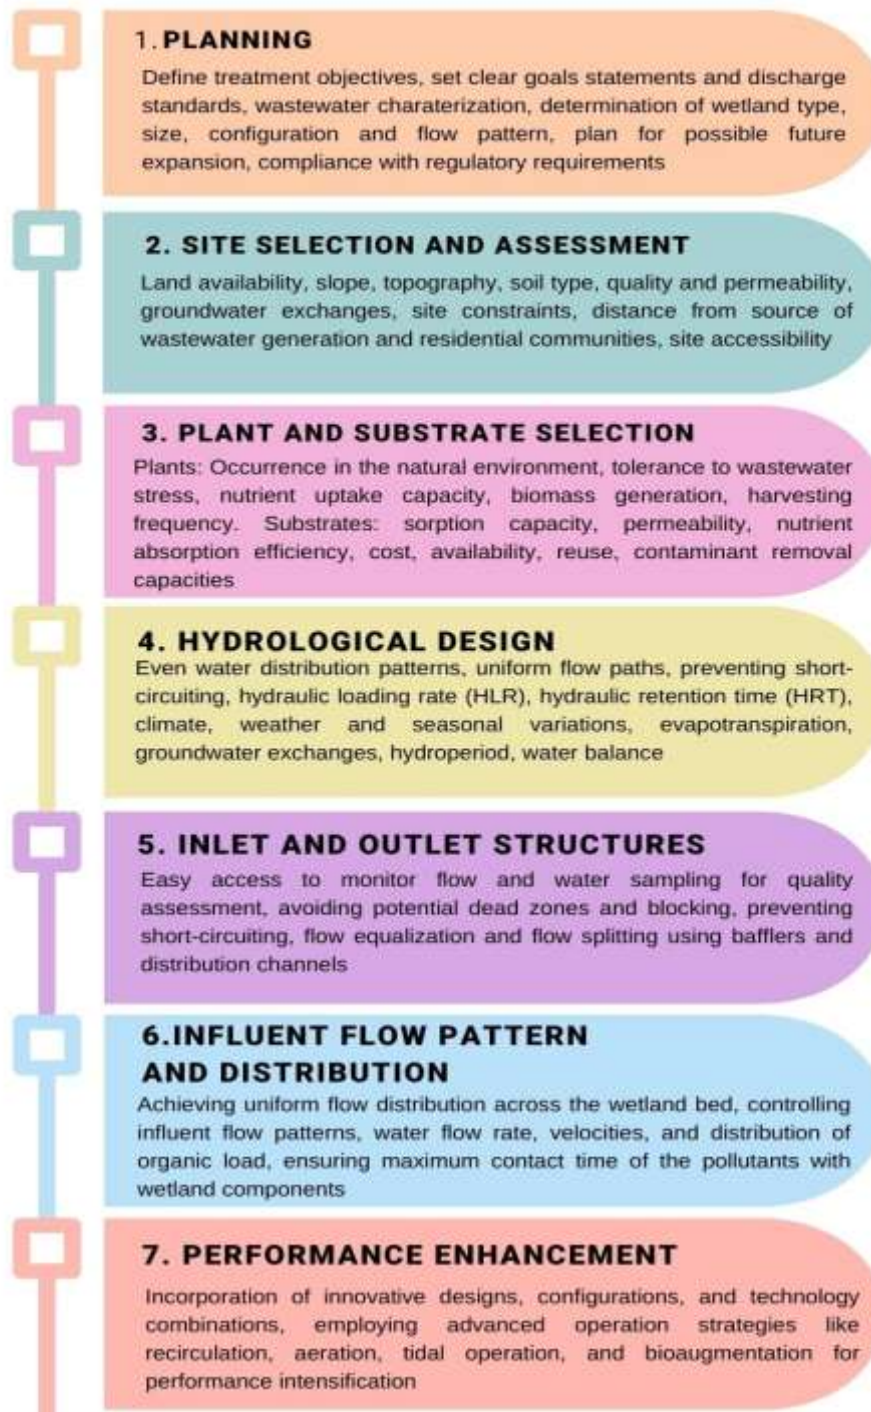 1. PLANNING
Define treatment objectives, set clear goals statements and discharge
standards, wastewater charaterization, determination of wetland type,
size, configuration and flow pattern, plan for possible future
expansion, compliance with regulatory requirements
2. SITE SELECTION AND ASSESSMENT
Land availability, slope, topography, soil type, quality and permeability,
groundwater exchanges, site constraints, distance from source of
wastewater generation and residential communities, site accessibility
3. PLANT AND SUBSTRATE SELECTION
Plants: Occurrence in the natural environment, tolerance to wastewater
stress, nutrient uptake capacity, biomass generation, harvesting
frequency. Substrates: sorption capacity, permeability, nutrient
absorption efficiency, cost, availability, reuse, contaminant removal
capacities
4. HYDROLOGICAL DESIGN
Even water distribution patterns, uniform flow paths, preventing short-
circuiting, hydraulic loading rate (HLR), hydraulic retention time (HRT),
climate, weather and seasonal variations, evapotranspiration,
groundwater exchanges, hydroperiod, water balance
5. INLET AND OUTLET STRUCTURES
Easy access to monitor flow and water sampling for quality
assessment, avoiding potential dead zones and blocking, preventing
short-circuiting, flow equalization and flow splitting using bafflers and
distribution channels
6.INFLUENT FLOW PATTERN
AND DISTRIBUTION
Achieving uniform flow distribution across the wetland bed, controlling
influent flow patterns, water flow rate, velocities, and distribution of
organic load, ensuring maximum contact time of the pollutants with
wetland components
7. PERFORMANCE ENHANCEMENT
Incorporation of innovative designs, configurations, and technology
combinations, employing advanced operation strategies like
recirculation, aeration, tidal operation, and bioaugmentation for
performance intensification